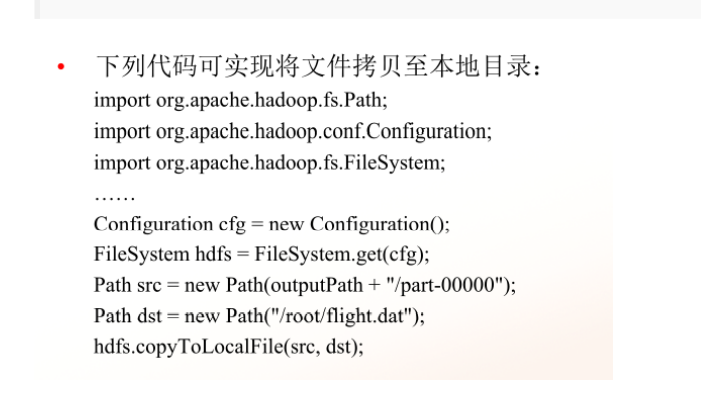 • 下列代码可实现将文件拷贝至本地目录：
import org.apache.hadoop.fs.Path;
import org.apache.hadoop.conf.Configuration;
import org.apache.hadoop.fs.FileSystem;
……
Configuration cfg = new Configuration();
FileSystem hdfs = FileSystem.get(cfg);
Path src = new Path(outputPath + "/part-00000");
Path dst = new Path("/root/flight.dat");
hdfs.copyToLocalFile(src, dst);